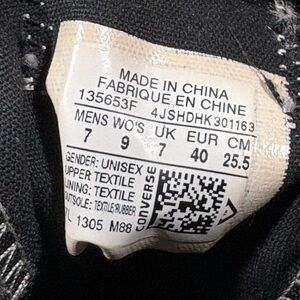 MADE IN CHINA
FABRIQUE EN CHINE
135653F 4JSHDHK301163
MENS WO'S UK EUR CM
7 9 7 40 25.5
GENDER: UNISEX
UPPER: TEXTILE
LINING: TEXTILE
OUTSOLE: TEXTILE/RUBBER
1305 M88
CONVERSE